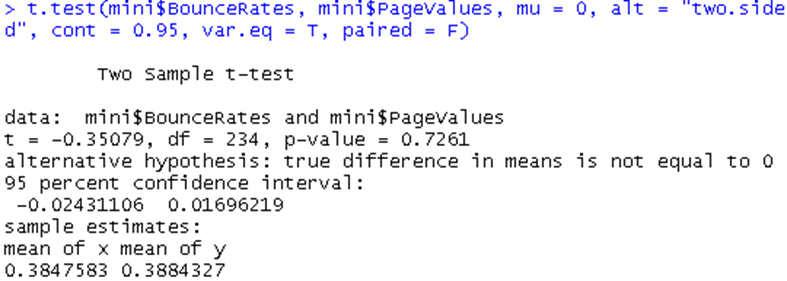 > t.test(mini$BounceRates, mini$PageValues, mu = 0, alt = "two.side
d", cont = 0.95, var.eq = T, paired = F)
Two Sample t-test
data: mini$BounceRates and mini$PageValues
t = -0.35079, df = 234, p-value = 0.7261
alternative hypothesis: true difference in means is not equal to 0
95 percent confidence interval:
-0.02431106 0.01696219
sample estimates:
mean of x mean of y
0.3847583 0.3884327